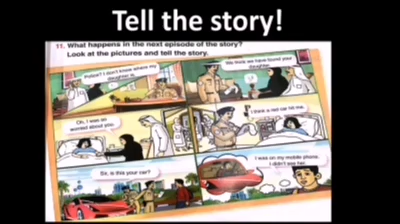 Tell the story!
11. What happens in the next episode of the story?
Look at the pictures and tell the story.
Police? I don't know where my
daughter is.
We think we have found your
daughter.
Oh, I was so
worried about you.
I think a red car hit me.
Sir, is this your car?
I was on my mobile phone.
I didn't see her.